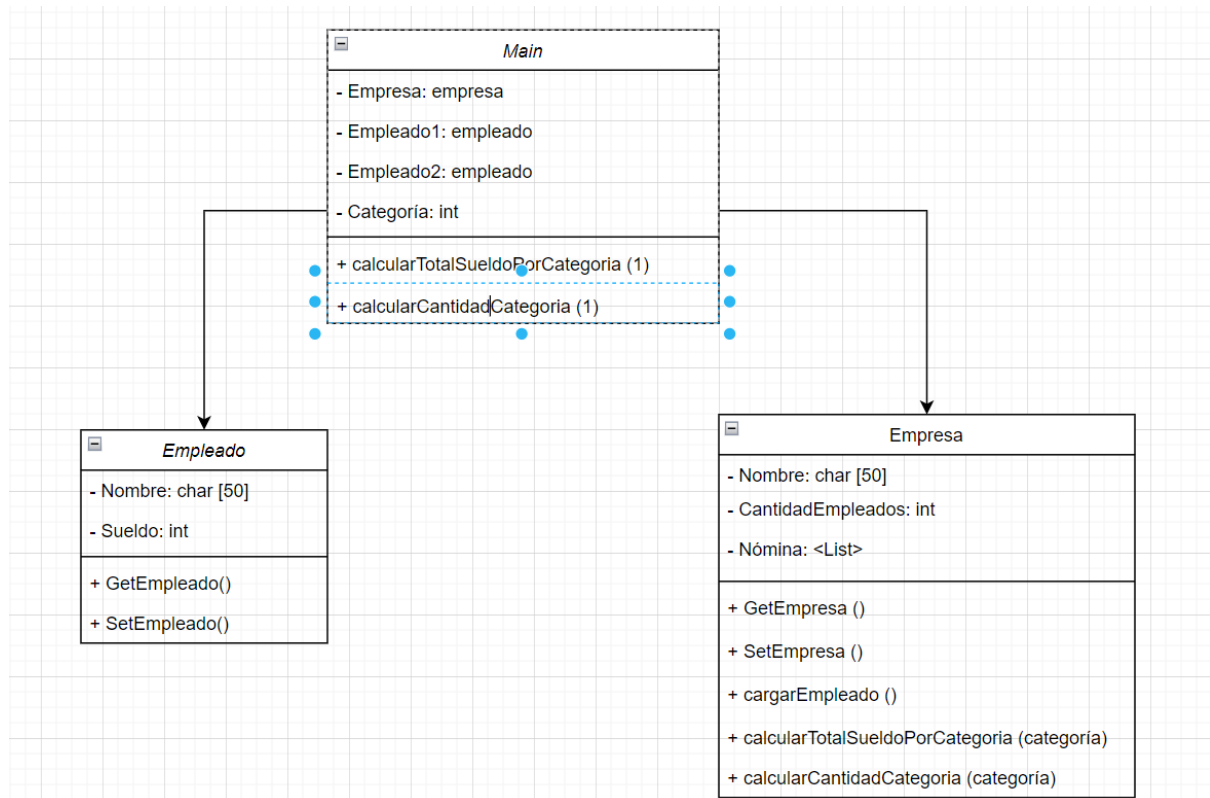 Main
- Empresa: empresa
- Empleado1: empleado
- Empleado2: empleado
- Categoría: int
+ calcularTotalSueldoPorCategoria (1)
+ calcularCantidadCategoria (1)
Empleado
- Nombre: char [50]
- Sueldo: int
+ GetEmpleado()
+ SetEmpleado()
Empresa
- Nombre: char [50]
- CantidadEmpleados: int
- Nómina: <List>
+ GetEmpresa ()
+ SetEmpresa ()
+ cargarEmpleado ()
+ calcularTotalSueldoPorCategoria (categoría)
+ calcularCantidadCategoria (categoría)